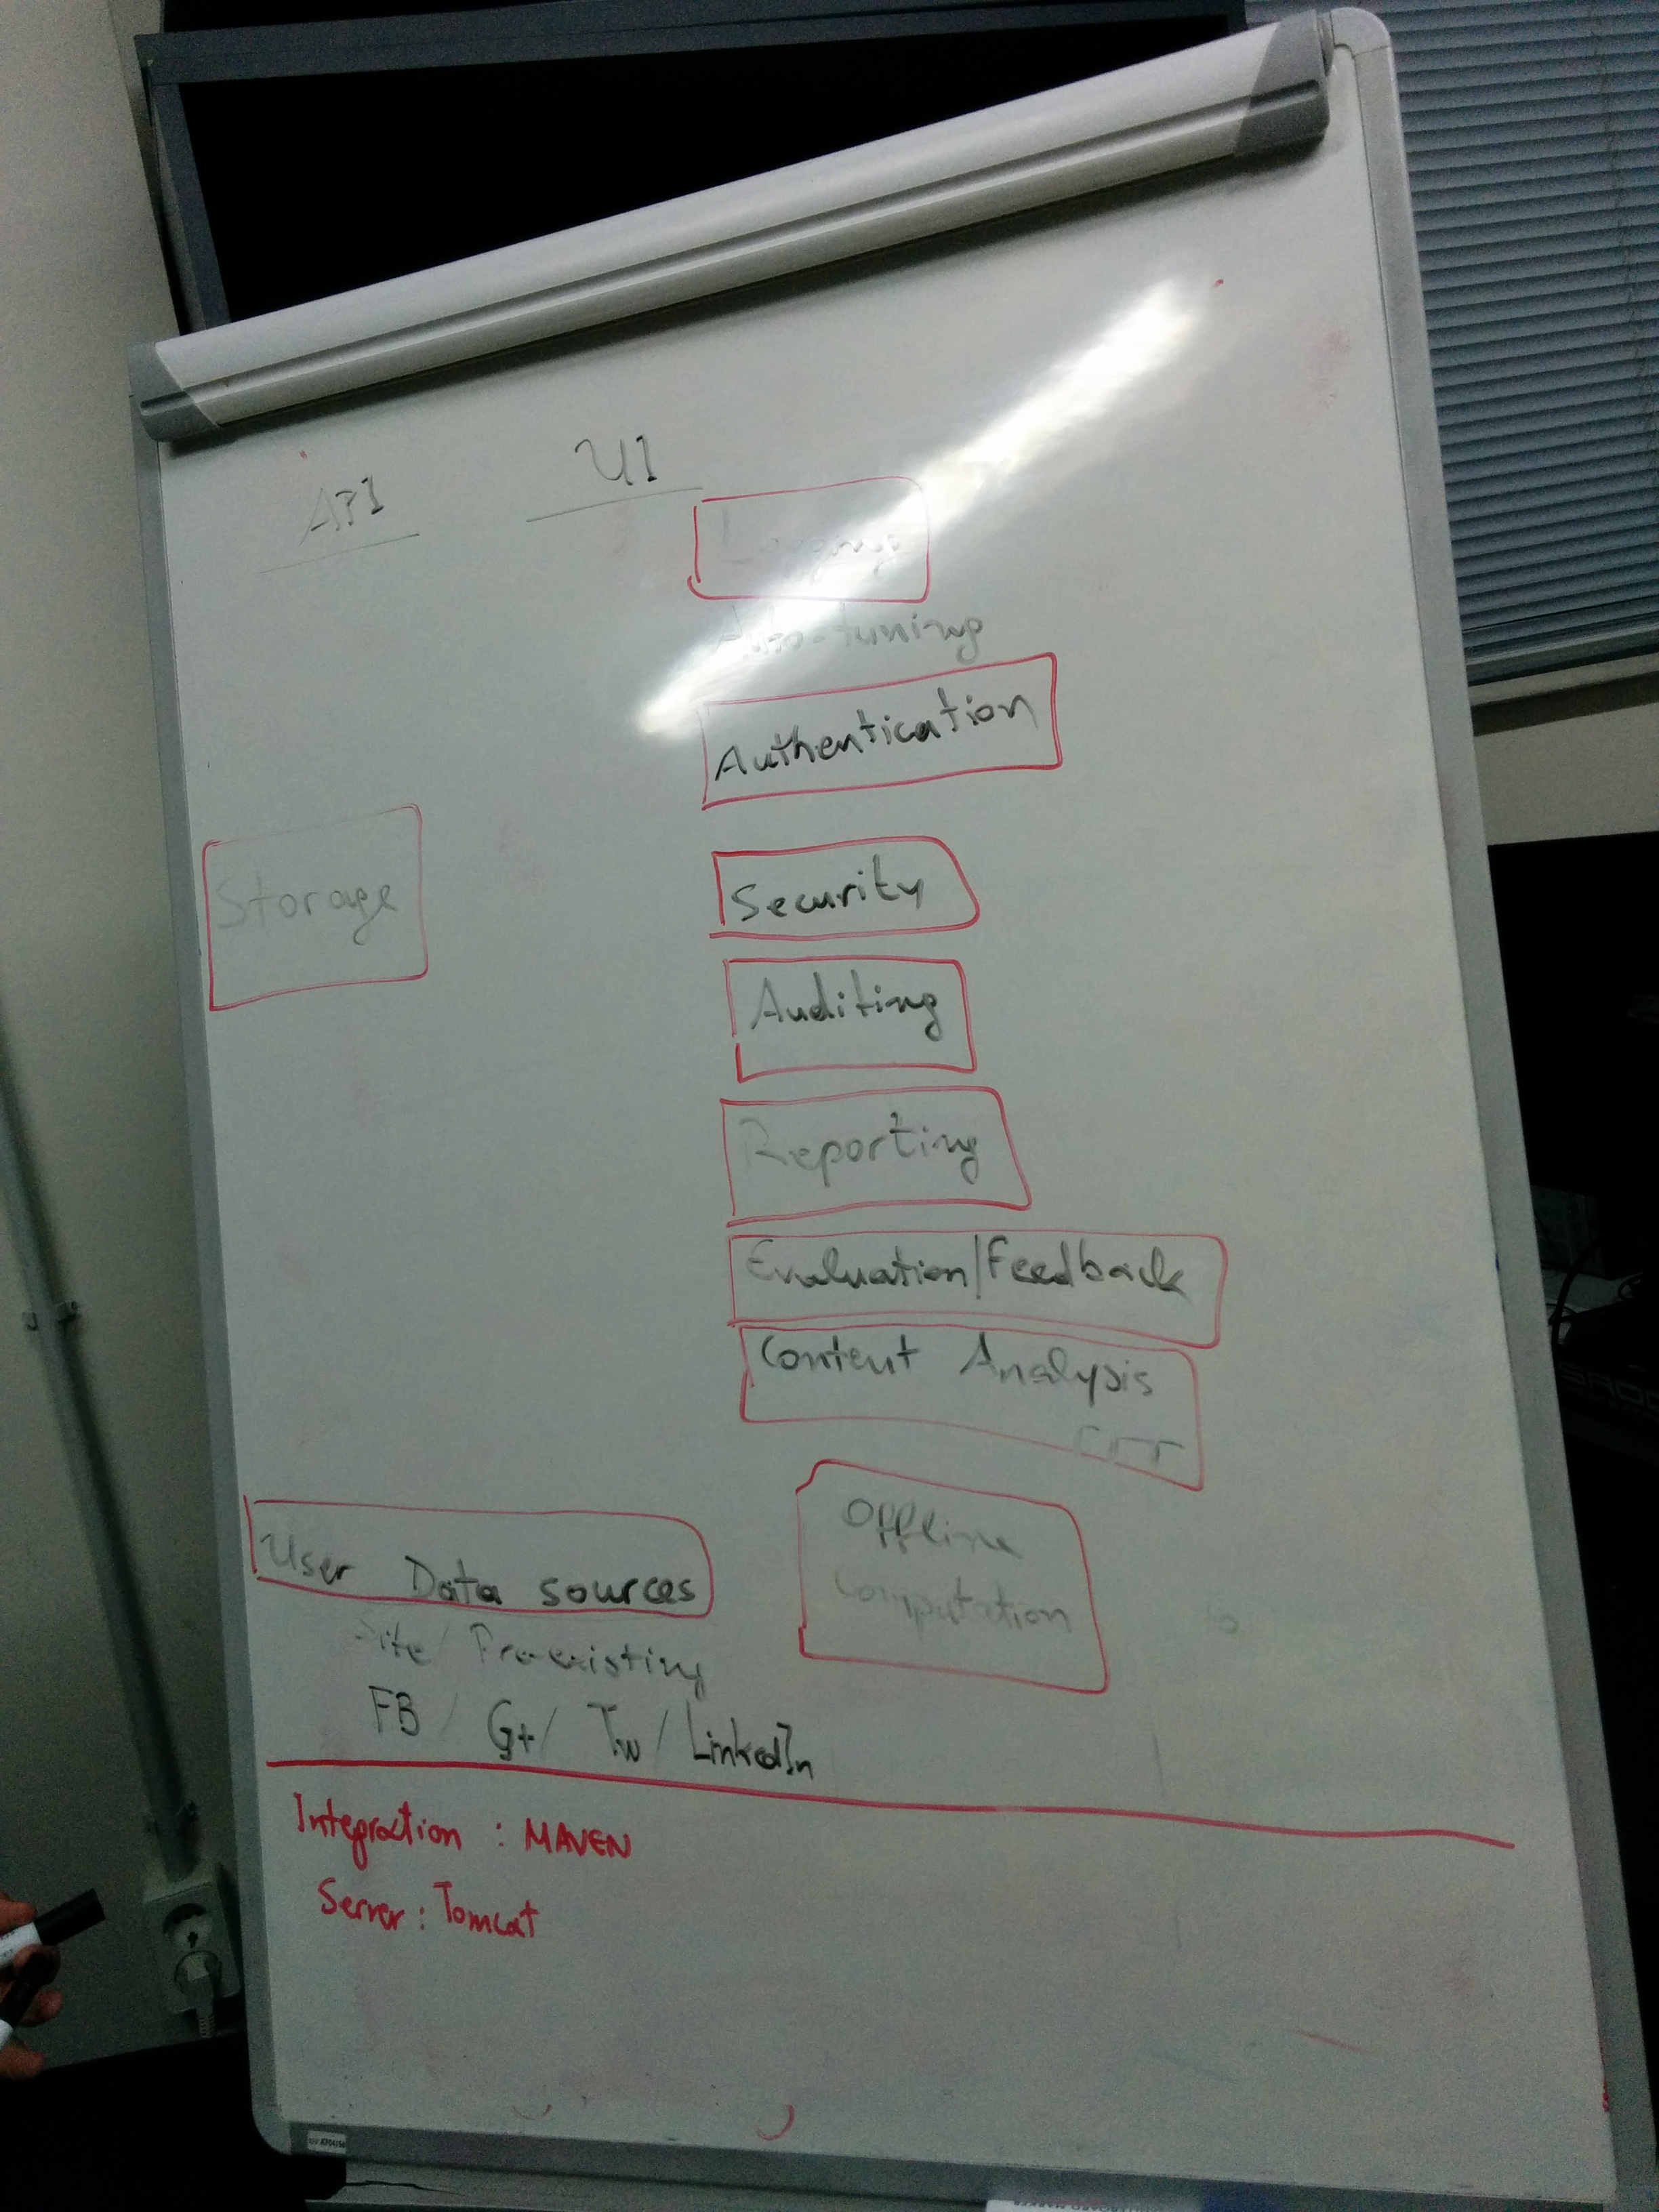 API
UI
Logging
Auto-tuning
Authentication
Storage
Security
Auditing
Reporting
Evaluation/Feedback
Content Analysis
User Data sources
Offline
Computation
Site/ Pre-existing
FB / G+/ Tw / LinkedIn
Integration : MAVEN
Server : Tomcat